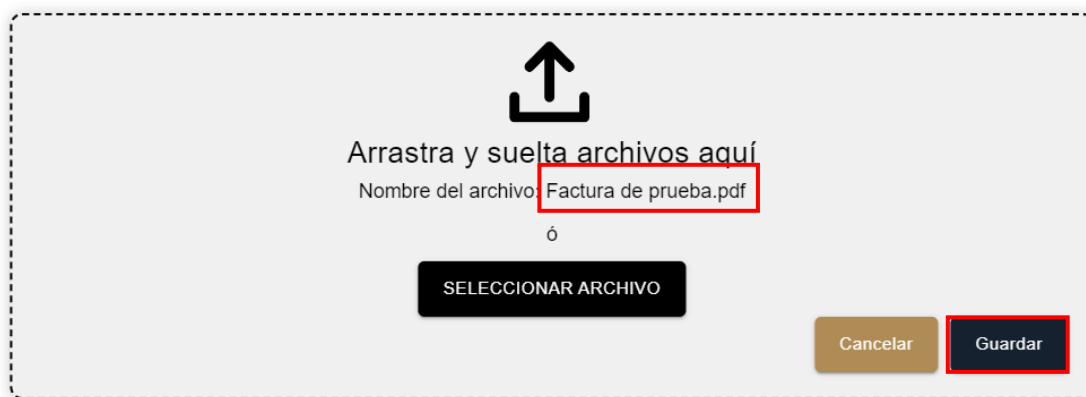 Arrastra y suelta archivos aquí
Nombre del archivo: Factura de prueba.pdf
ó
SELECCIONAR ARCHIVO
Cancelar
Guardar